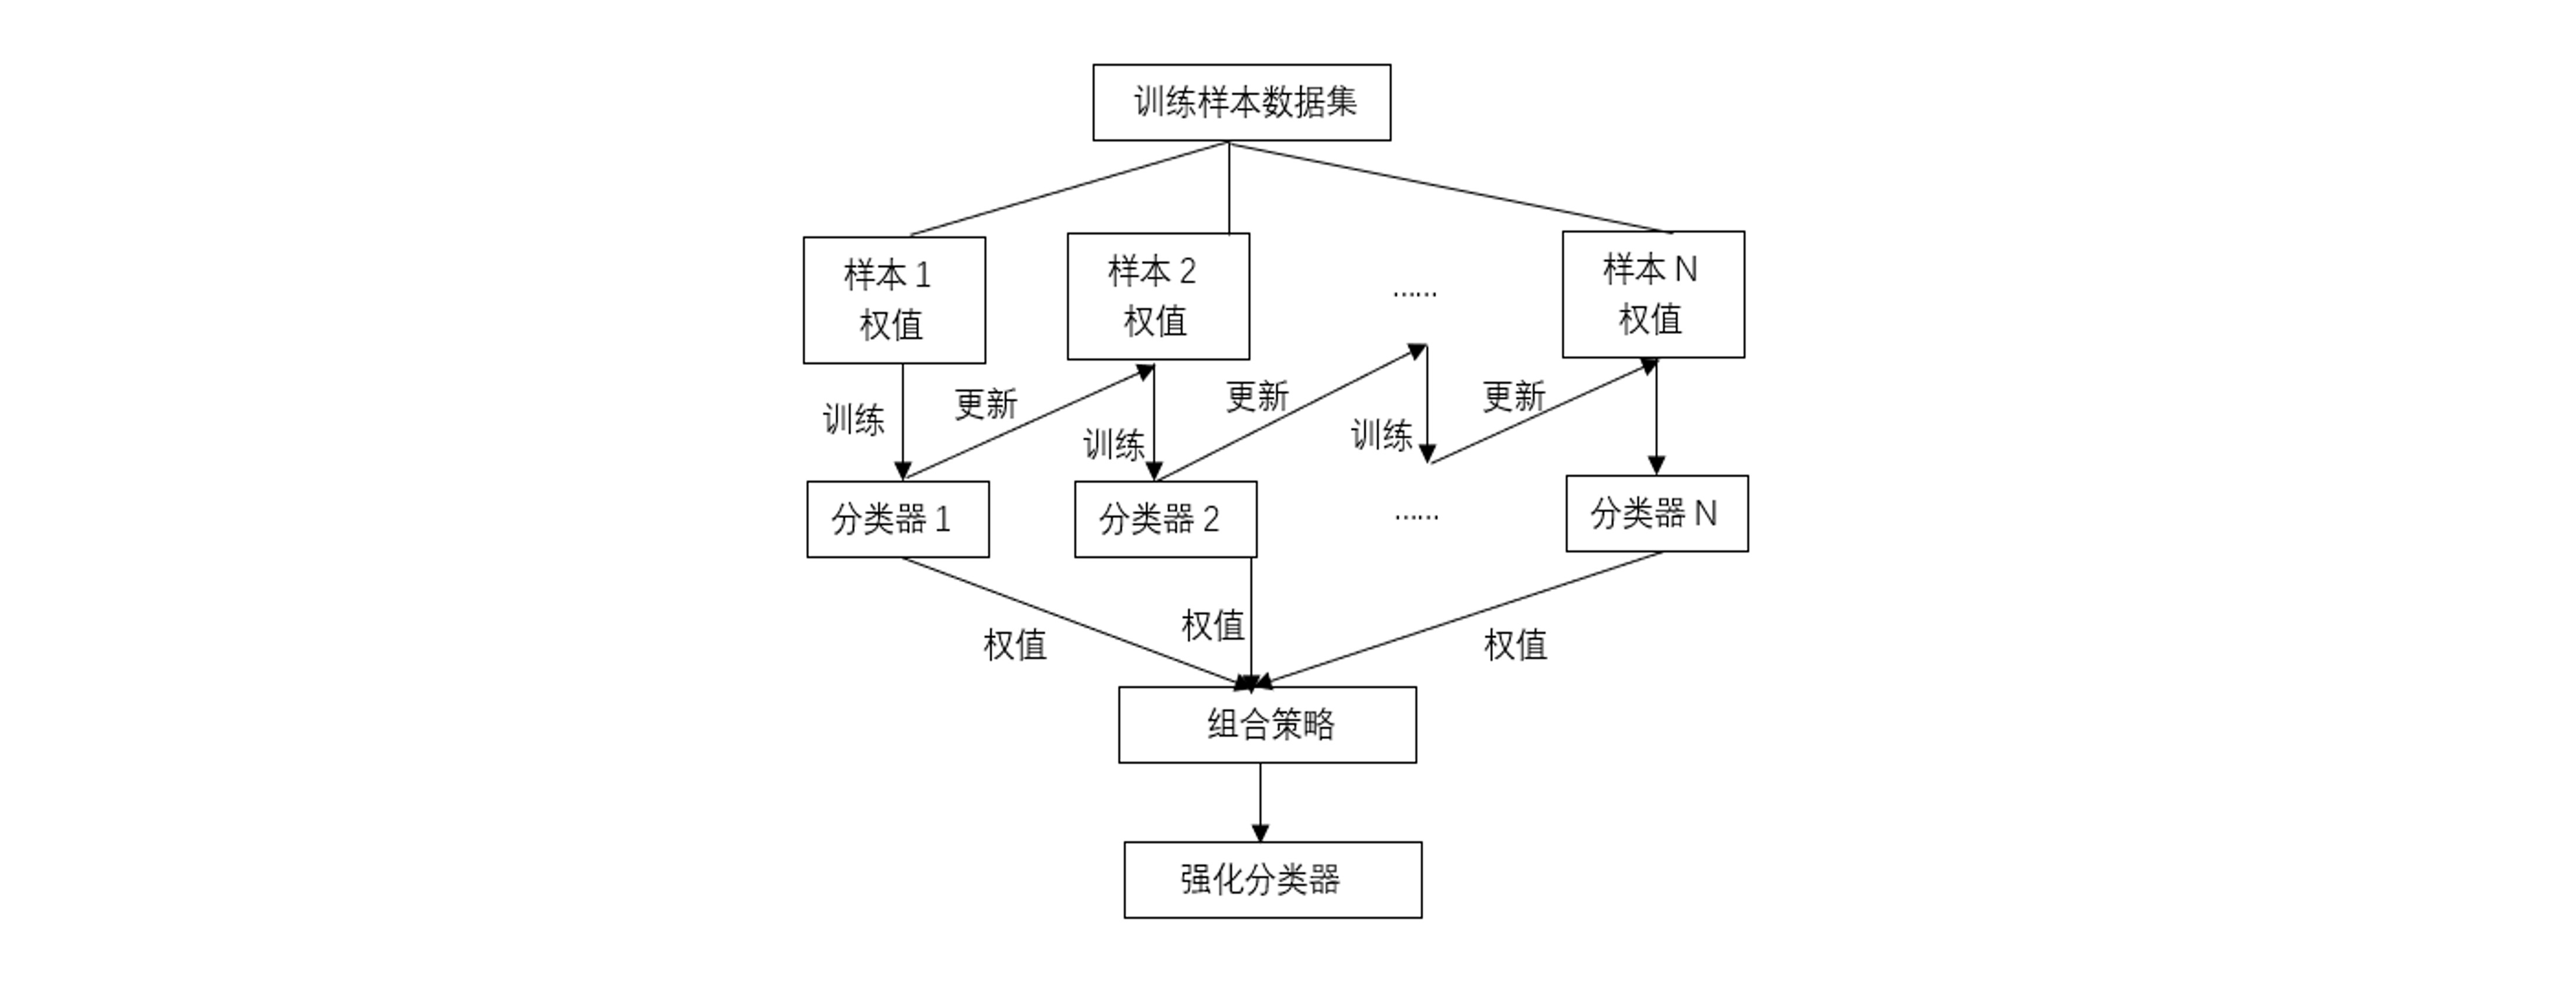 训练样本数据集
样本 1
权值
样本 2
权值
……
样本 N
权值
训练
更新
训练
更新
训练
更新
分类器 1
分类器 2
……
分类器 N
权值
权值
权值
组合策略
强化分类器